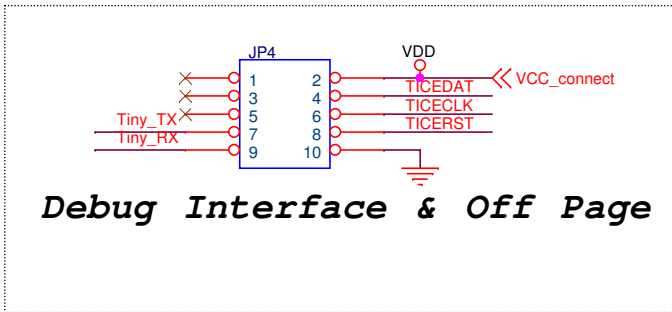 JP4
VDD
1 2
VCC_connect
TICEDAT
3 4
TICECLK
Tiny_TX
5 6
TICERST
7 8
Tiny_RX
9 10
Debug Interface & Off Page